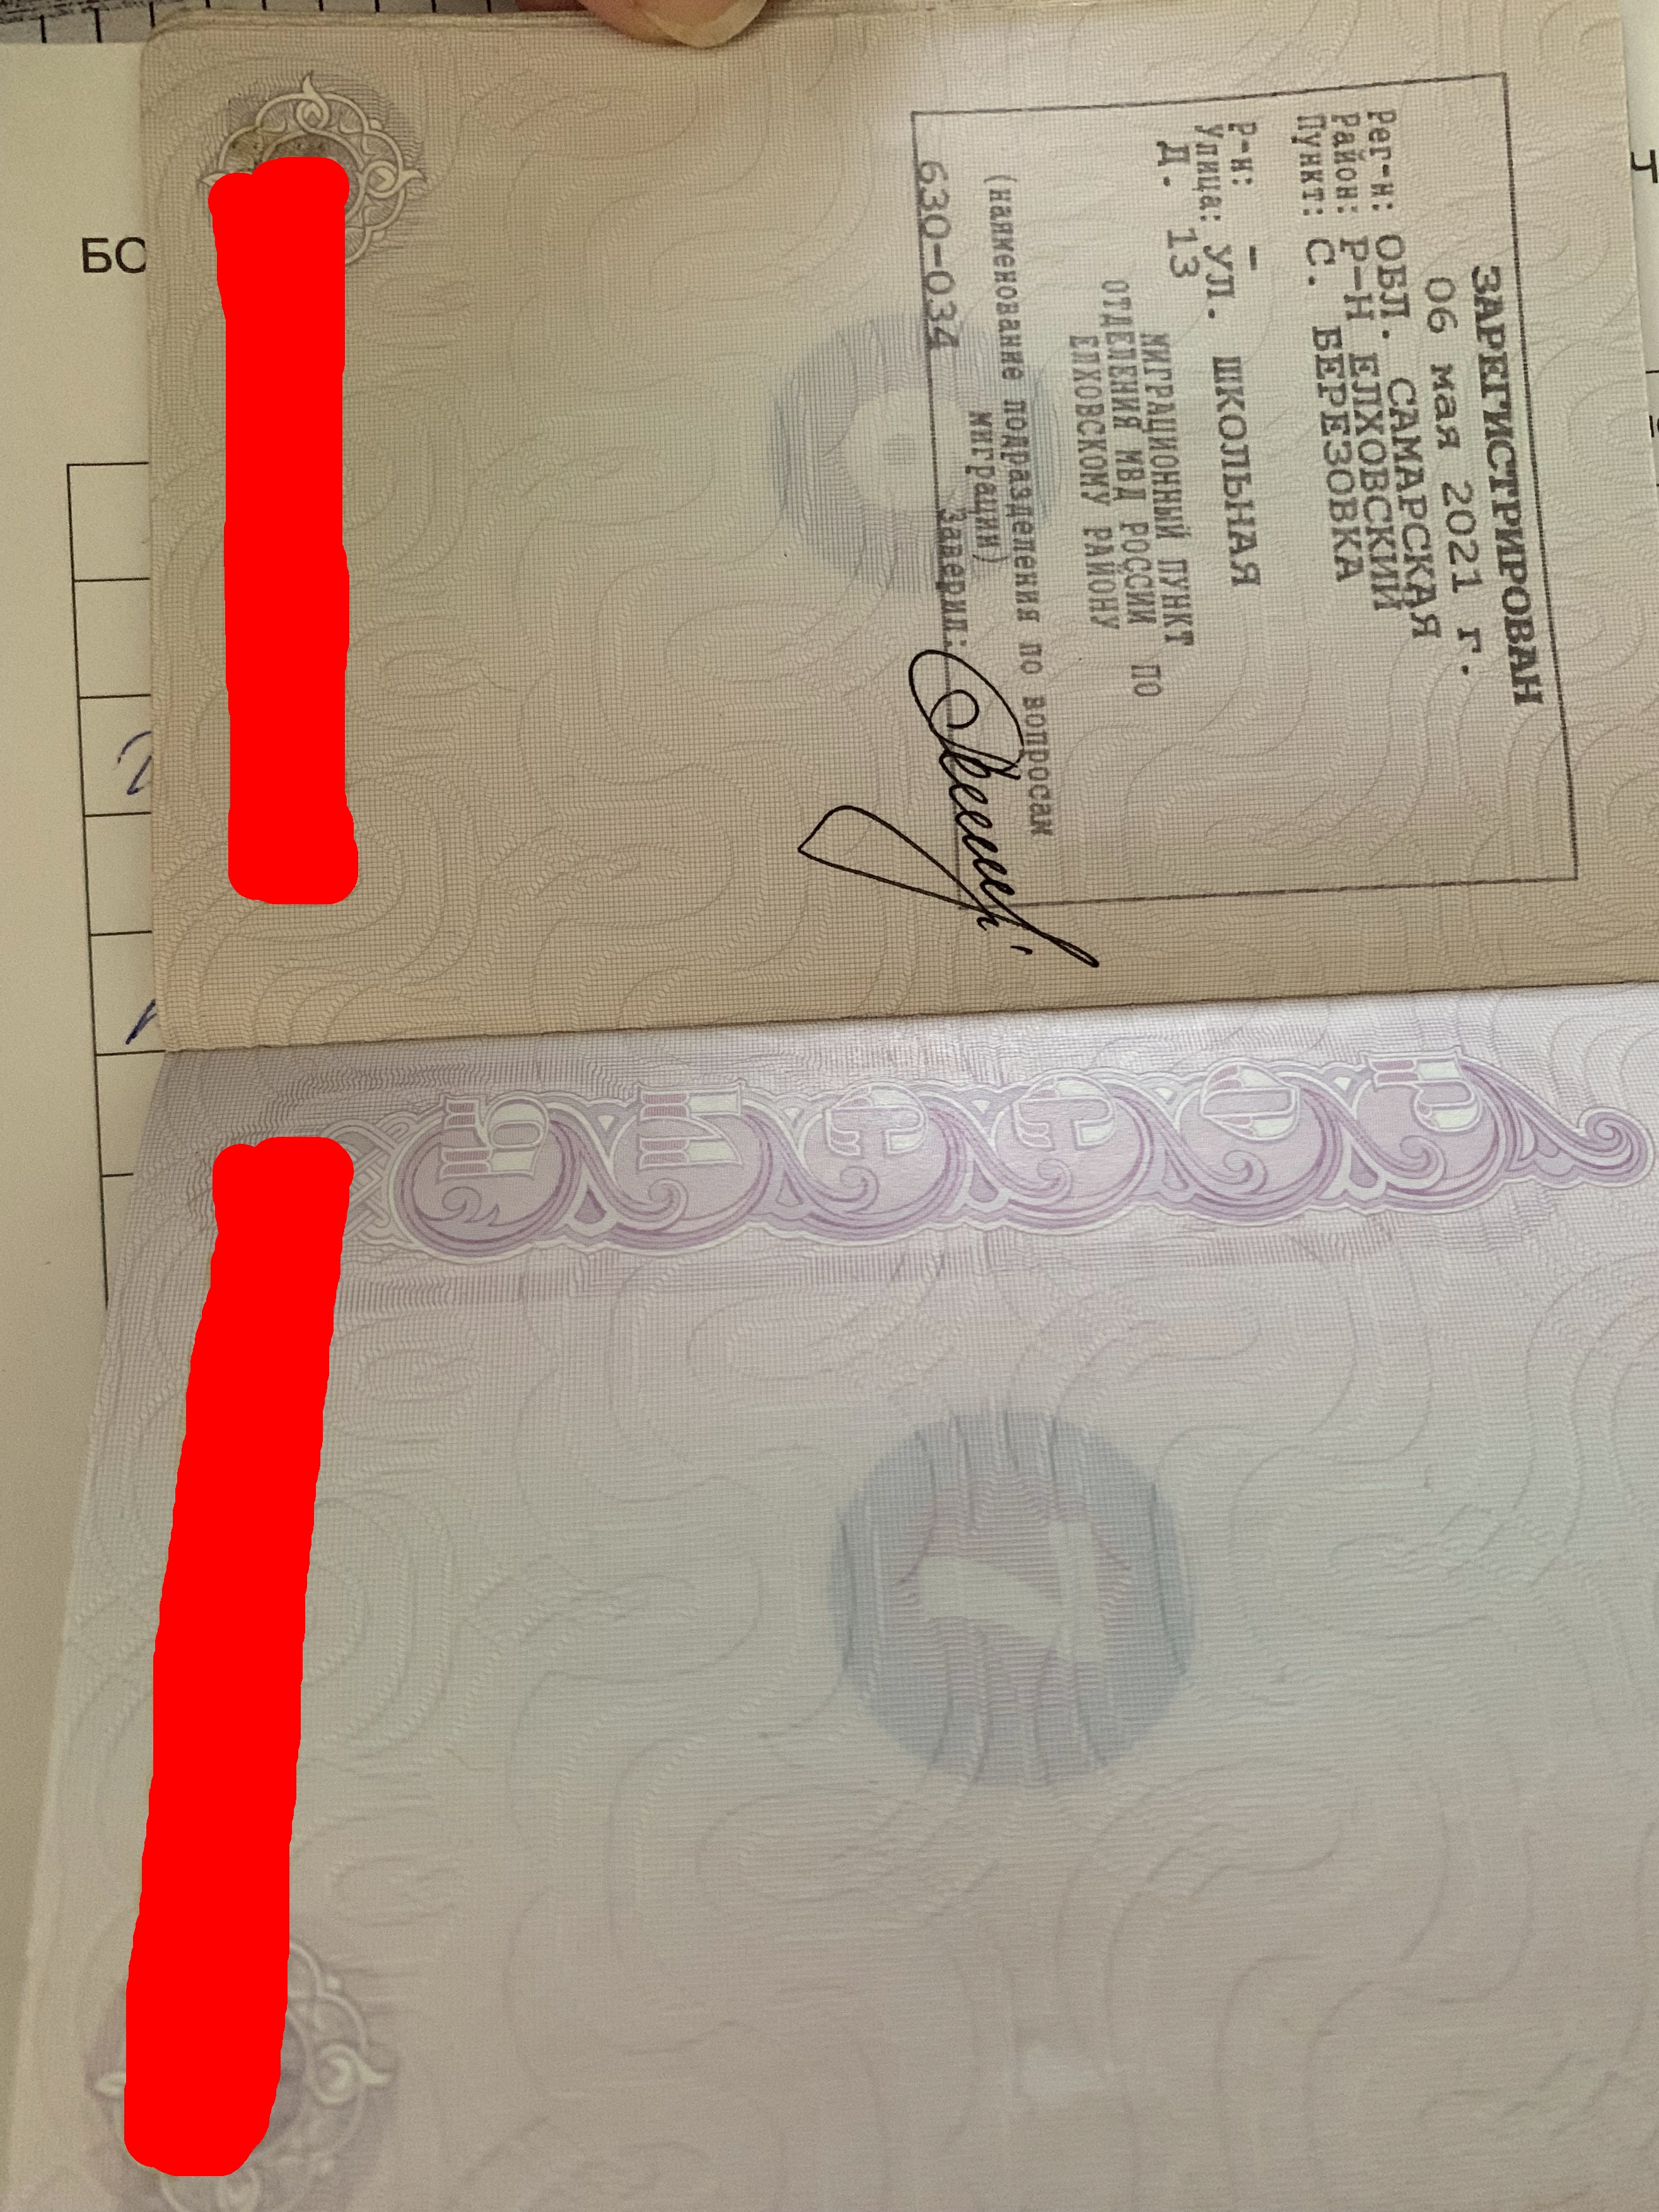 ЗАРЕГИСТРИРОВАН
06 мая 2021 г.
Рег-н: ОБЛ. САМАРСКАЯ
Район: Р-Н ЕЛХОВСКИЙ
Пункт: С. БЕРЕЗОВКА
Р-н: -
Улица: УЛ. ШКОЛЬНАЯ
Д. 13
МИГРАЦИОННЫЙ ПУНКТ
ОТДЕЛЕНИЯ МВД РОССИИ ПО
ЕЛХОВСКОМУ РАЙОНУ
(наименование подразделения по вопросам
миграции)
630-034 Заверил:
БО